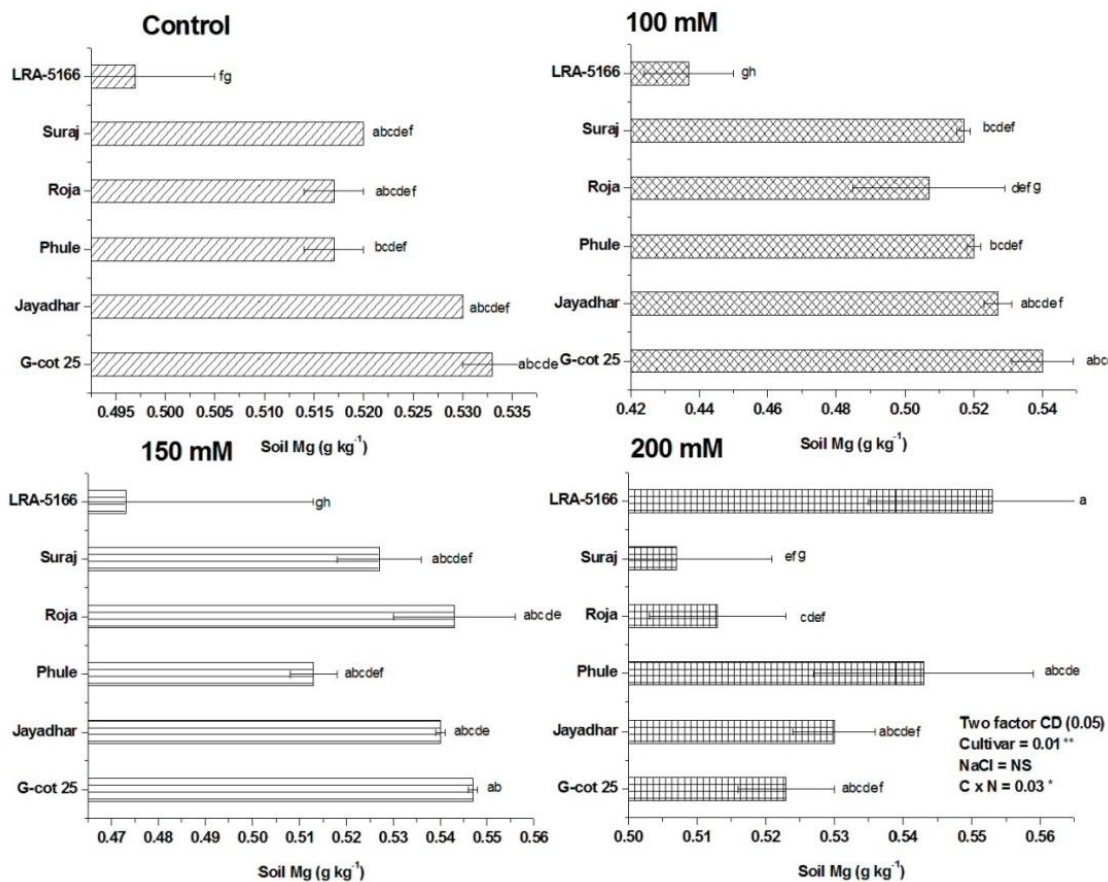 Control
LRA-5166
fg
Suraj
abcdef
Roja
abcdef
Phule
bcdef
Jayadhar
abcdef
G-cot 25
abcde
0.495 0.500 0.505 0.510 0.515 0.520 0.525 0.530 0.535
Soil Mg (g kg⁻¹)
100 mM
LRA-5166
gh
Suraj
bcdef
Roja
def g
Phule
bcdef
Jayadhar
abcdef
G-cot 25
abc
0.42 0.44 0.46 0.48 0.50 0.52 0.54
Soil Mg (g kg⁻¹)
150 mM
LRA-5166
gh
Suraj
abcdef
Roja
abcde
Phule
abcdef
Jayadhar
abcde
G-cot 25
ab
0.47 0.48 0.49 0.50 0.51 0.52 0.53 0.54 0.55 0.56
Soil Mg (g kg⁻¹)
200 mM
LRA-5166
a
Suraj
ef g
Roja
cdef
Phule
abcde
Jayadhar
abcdef
G-cot 25
abcdef
Two factor CD (0.05)
Cultivar = 0.01**
NaCl = NS
C x N = 0.03*
0.50 0.51 0.52 0.53 0.54 0.55 0.56
Soil Mg (g kg⁻¹)